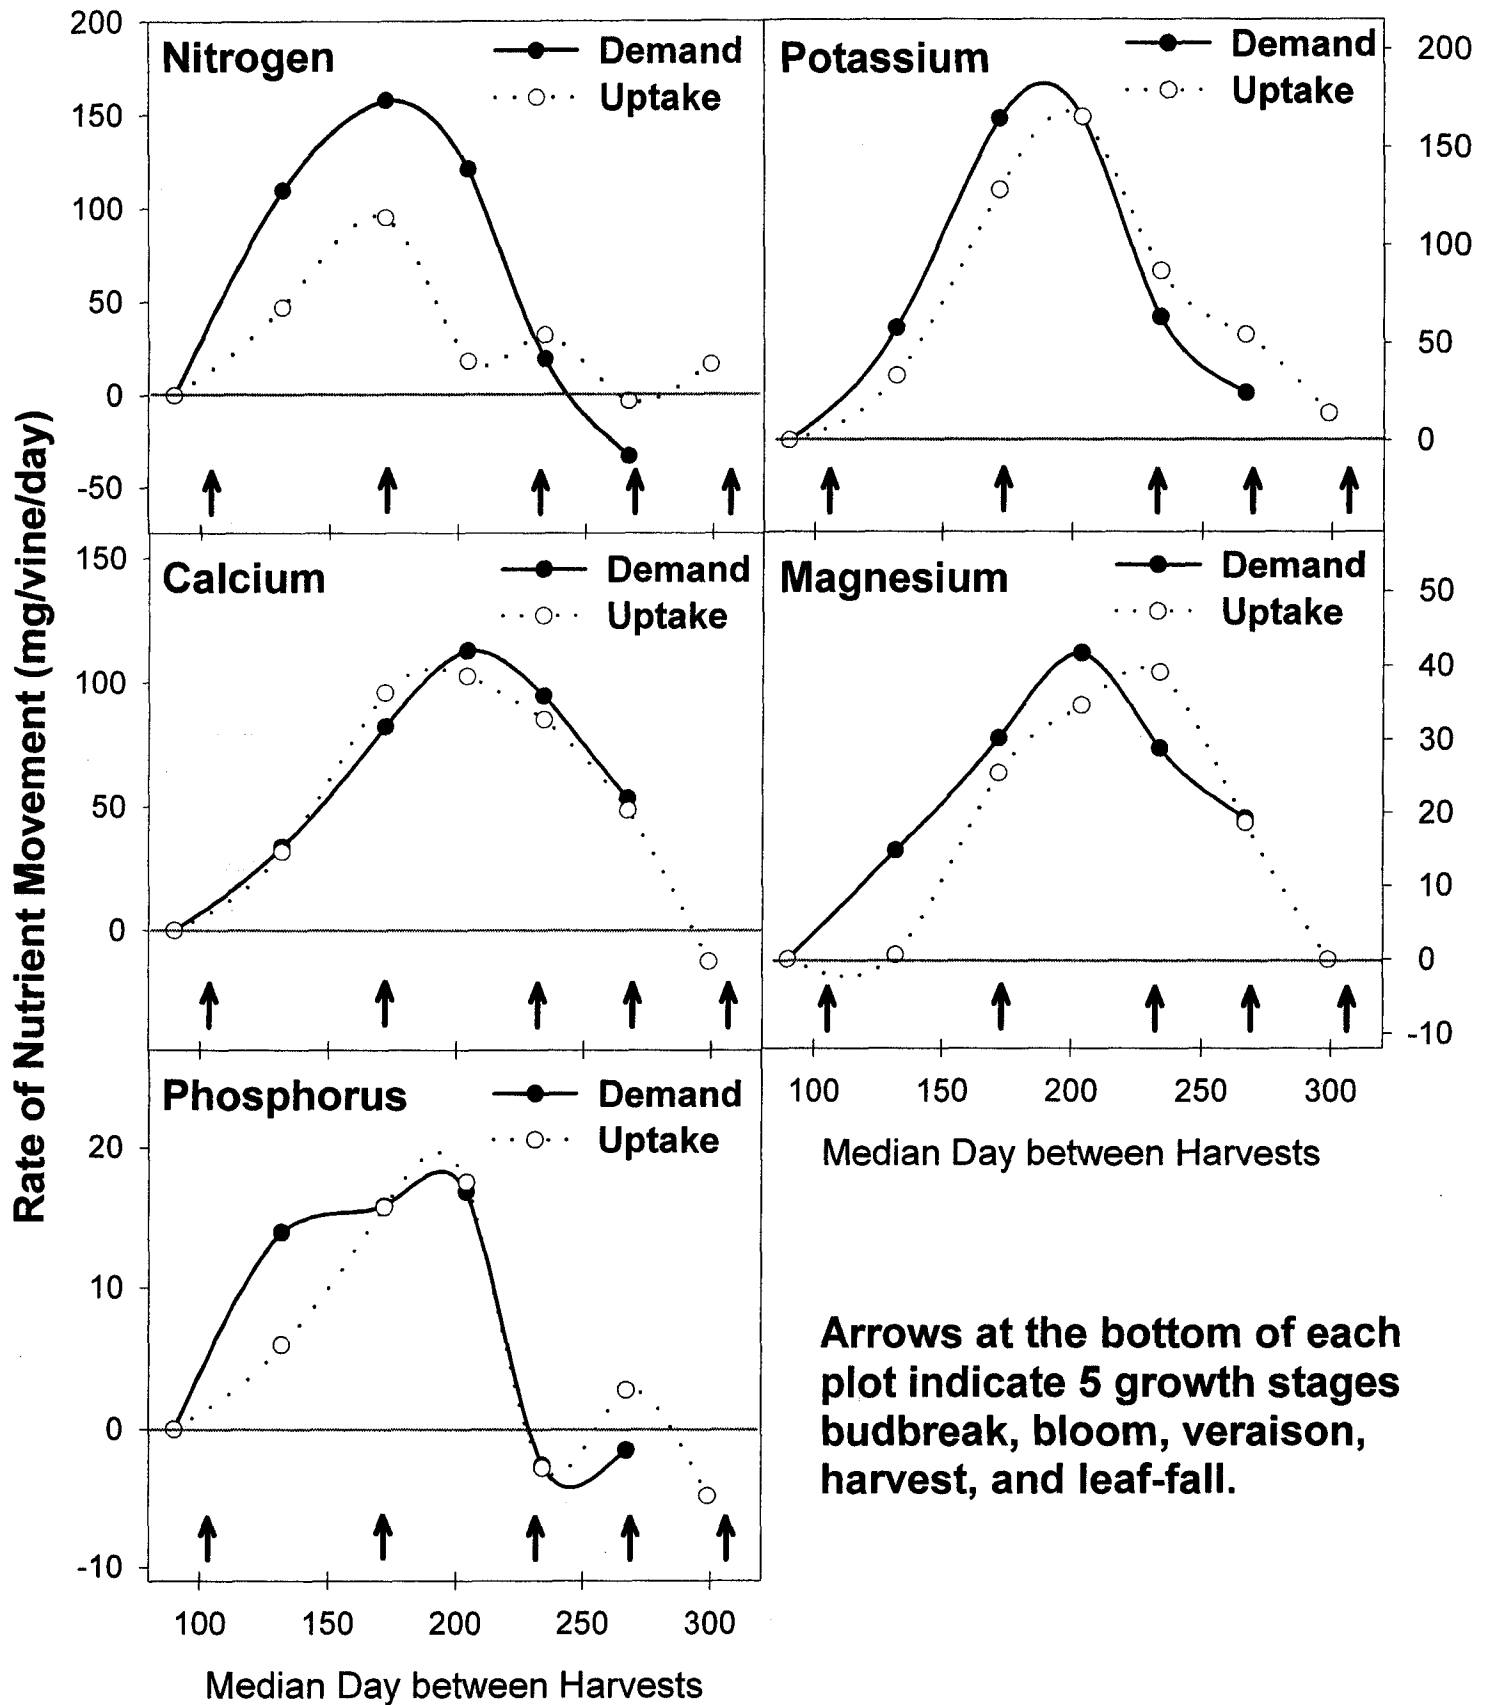 Rate of Nutrient Movement (mg/vine/day)
Nitrogen
Demand
Uptake
200
150
100
50
0
-50
Potassium
Demand
Uptake
200
150
100
50
0
Calcium
Demand
Uptake
150
100
50
0
Magnesium
Demand
Uptake
50
40
30
20
10
0
-10
100 150 200 250 300
Median Day between Harvests
Phosphorus
Demand
Uptake
20
10
0
-10
100 150 200 250 300
Median Day between Harvests
Arrows at the bottom of each
plot indicate 5 growth stages
budbreak, bloom, veraison,
harvest, and leaf-fall.